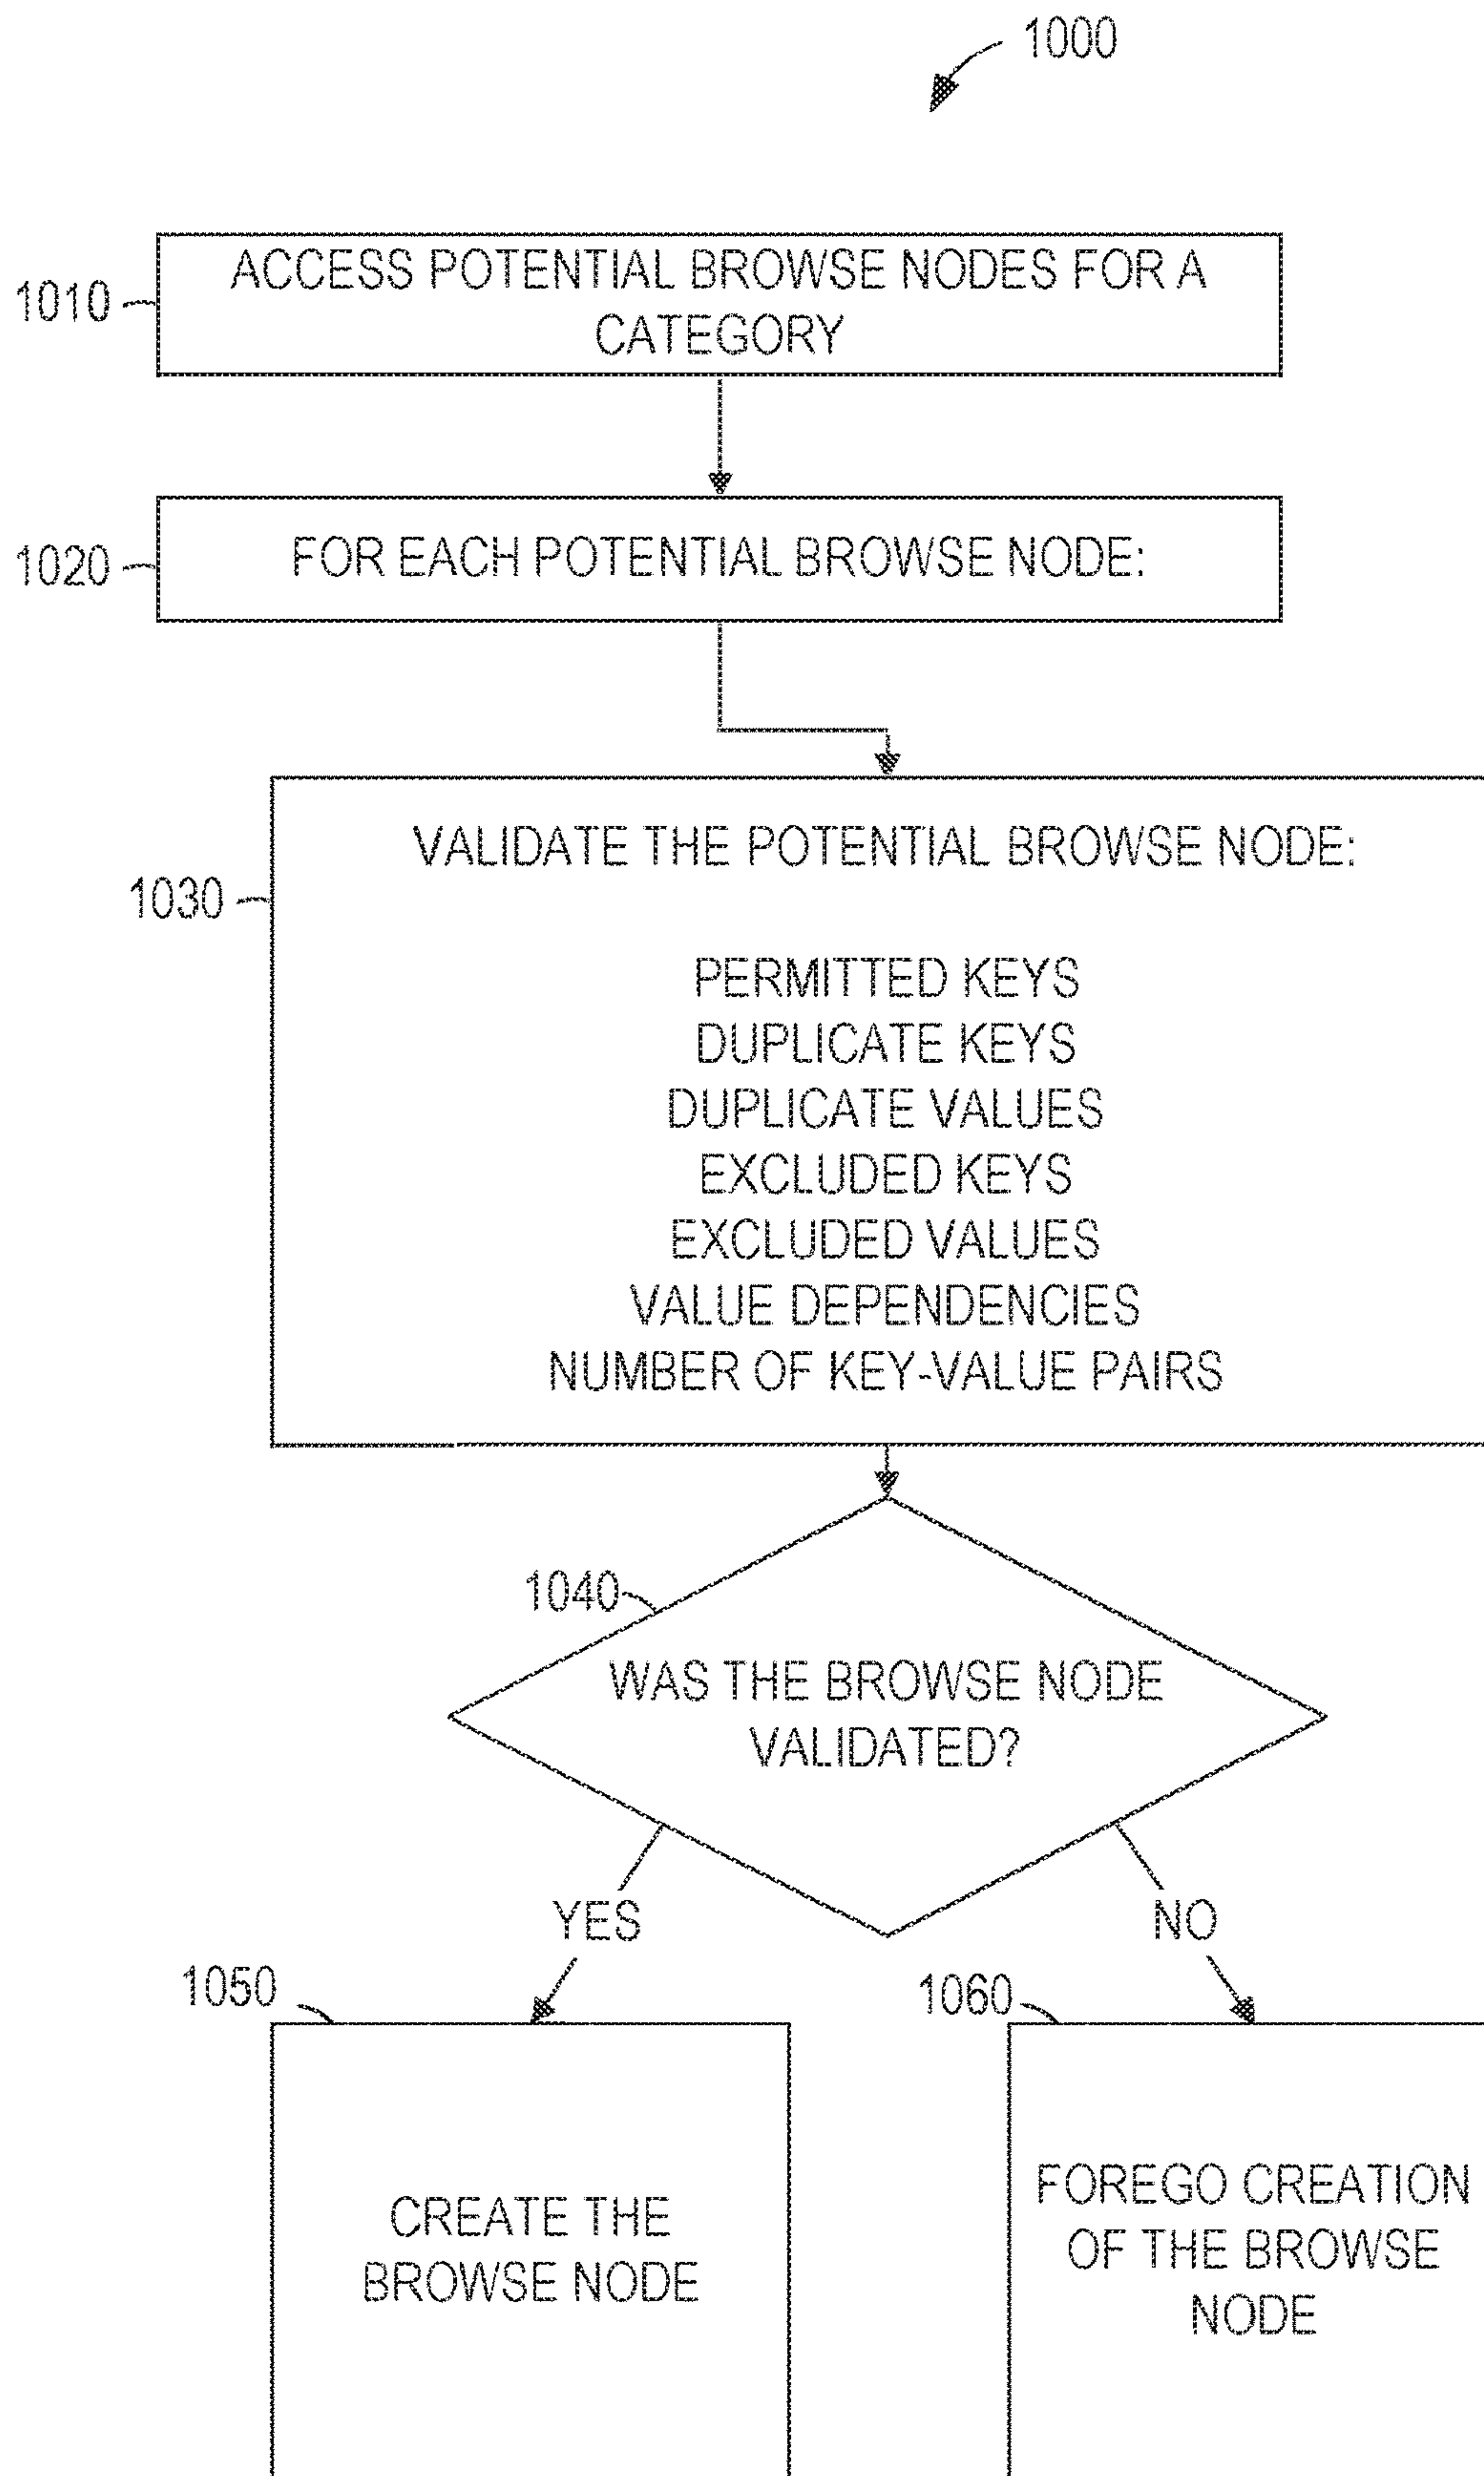 1000
1010
ACCESS POTENTIAL BROWSE NODES FOR A
CATEGORY
1020
FOR EACH POTENTIAL BROWSE NODE:
1030
VALIDATE THE POTENTIAL BROWSE NODE:
PERMITTED KEYS
DUPLICATE KEYS
DUPLICATE VALUES
EXCLUDED KEYS
EXCLUDED VALUES
VALUE DEPENDENCIES
NUMBER OF KEY-VALUE PAIRS
1040
WAS THE BROWSE NODE
VALIDATED?
YES
NO
1050
CREATE THE
BROWSE NODE
1060
FOREGO CREATION
OF THE BROWSE
NODE